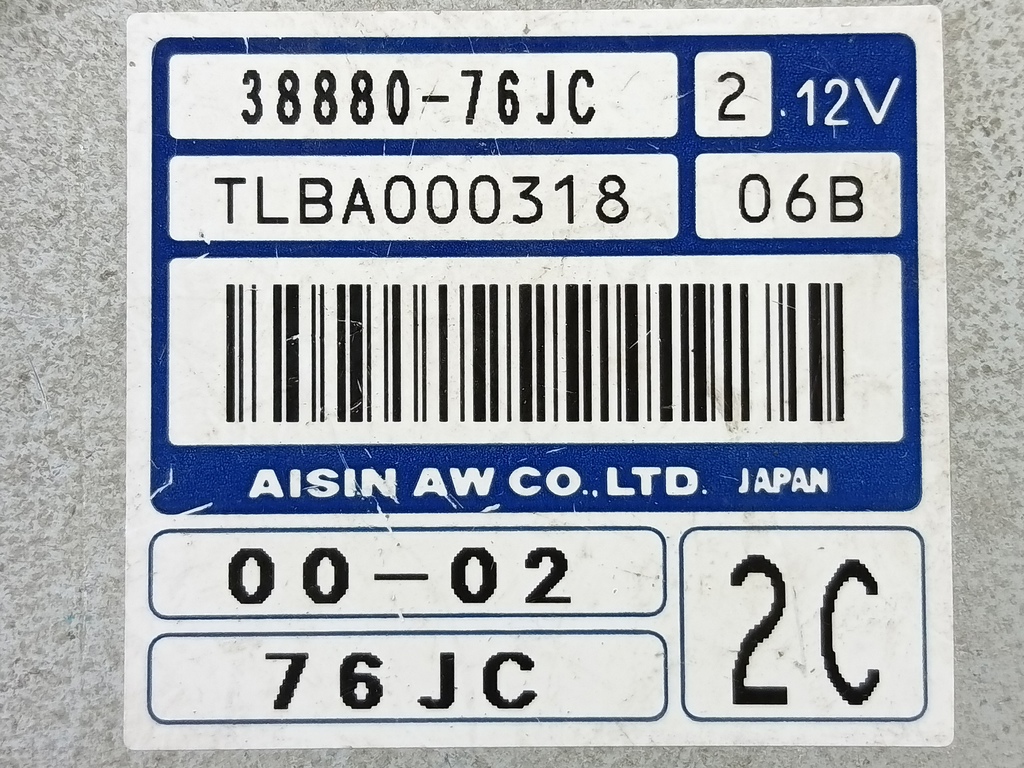 38880-76JC 2 .12V
TLBA000318 06B
AISIN AW CO.,LTD. JAPAN
00-02
76JC
2C